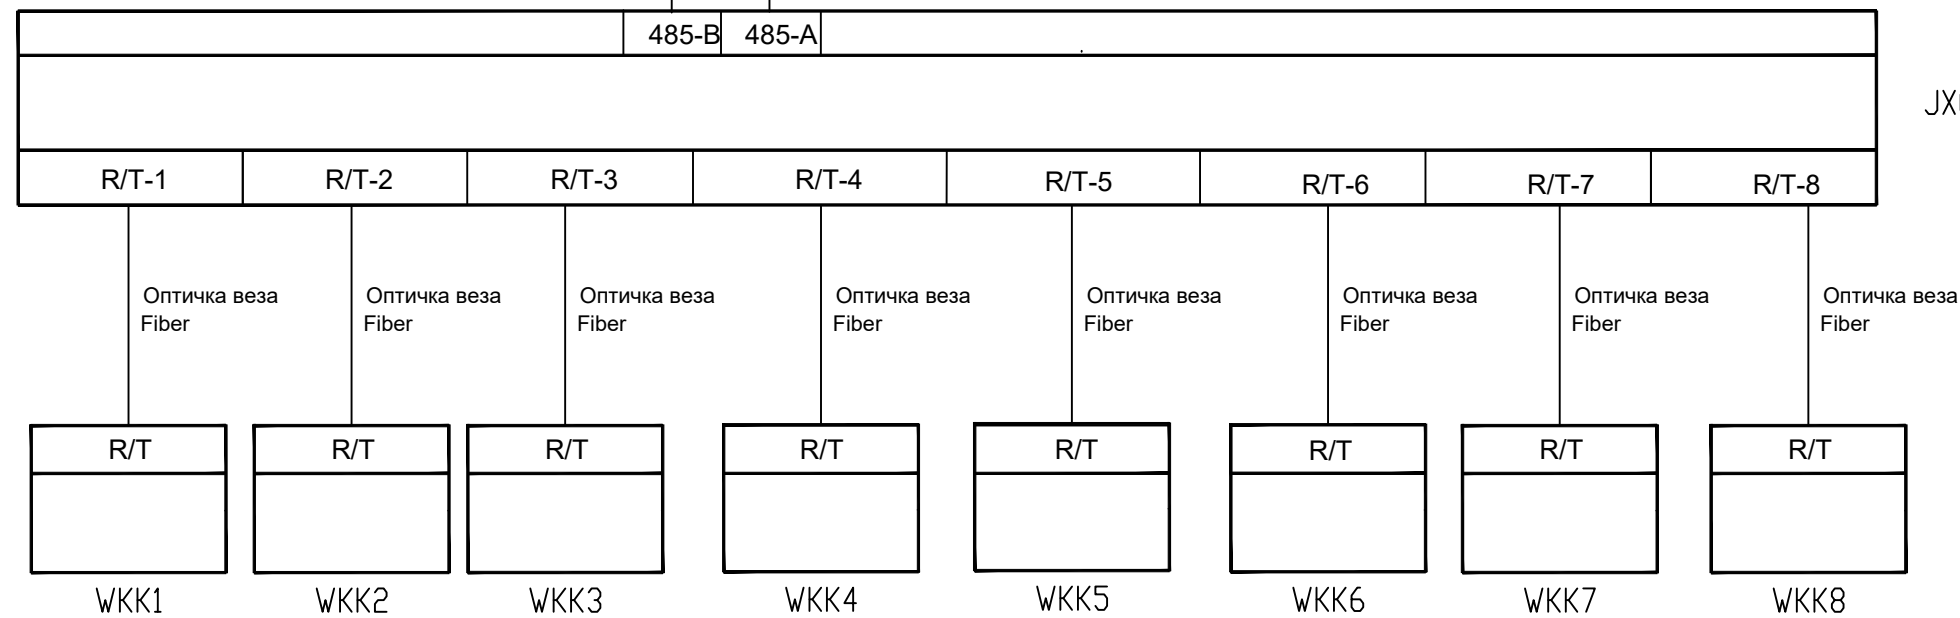 485-B 485-A
R/T-1 R/T-2 R/T-3 R/T-4 R/T-5 R/T-6 R/T-7 R/T-8
Оптичка веза Оптичка веза Оптичка веза Оптичка веза Оптичка веза Оптичка веза Оптичка веза Оптичка веза
Fiber Fiber Fiber Fiber Fiber Fiber Fiber Fiber
R/T R/T R/T R/T R/T R/T R/T R/T
WKK1 WKK2 WKK3 WKK4 WKK5 WKK6 WKK7 WKK8